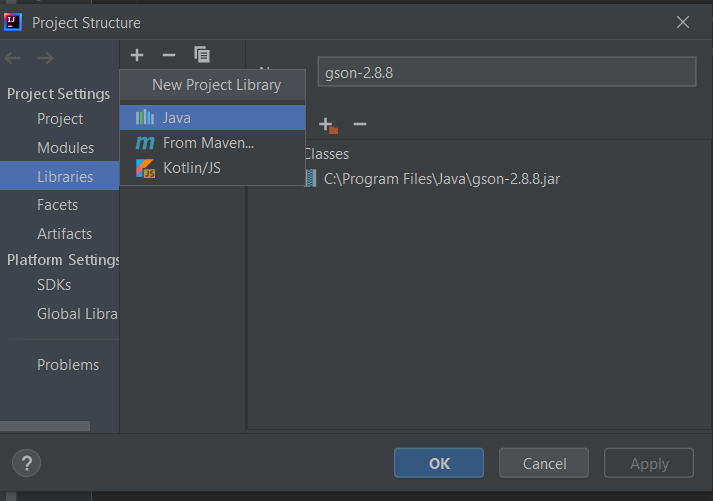 Project Structure
New Project Library
Java
From Maven...
Kotlin/JS
Project Settings
Project
Modules
Libraries
Facets
Artifacts
Platform Settings
SDKs
Global Libra
Problems
gson-2.8.8
Classes
C:\Program Files\Java\gson-2.8.8.jar
?
OK
Cancel
Apply